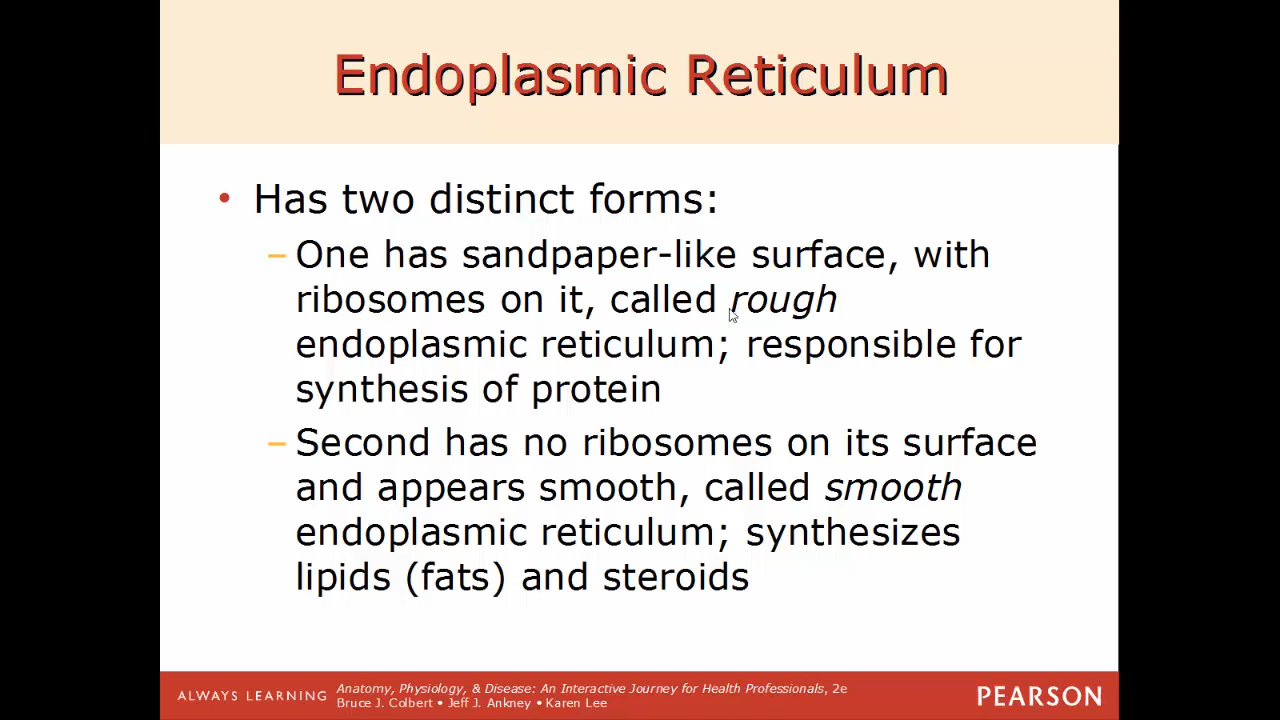 Endoplasmic Reticulum
• Has two distinct forms:
– One has sandpaper-like surface, with
ribosomes on it, called rough
endoplasmic reticulum; responsible for
synthesis of protein
– Second has no ribosomes on its surface
and appears smooth, called smooth
endoplasmic reticulum; synthesizes
lipids (fats) and steroids
ALWAYS LEARNING
Anatomy, Physiology, & Disease: An Interactive Journey for Health Professionals, 2e
Bruce J. Colbert • Jeff J. Ankney • Karen Lee
PEARSON